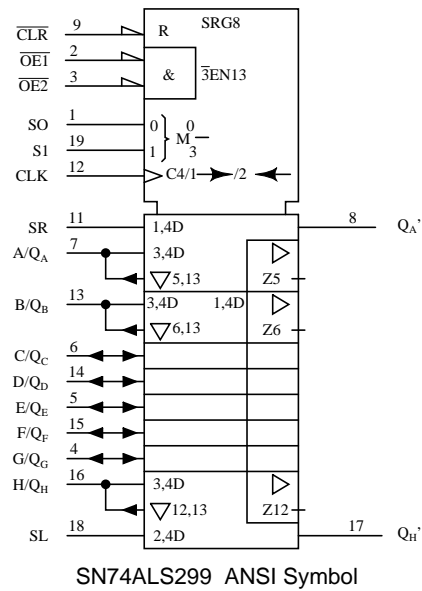 SRG8
CLR 9 R
OE1 2
& 3EN13
OE2 3
SO 1 0 M 0
S1 19 1 3
CLK 12 C4/1 /2
SR 11 1,4D 8 QA'
A/QA 7 3,4D
5,13 Z5
B/QB 13 3,4D 1,4D
6,13 Z6
C/QC 6
D/QD 14
E/QE 5
F/QF 15
G/QG 4
H/QH 16 3,4D
12,13 Z12
SL 18 2,4D 17 QH'
SN74ALS299 ANSI Symbol